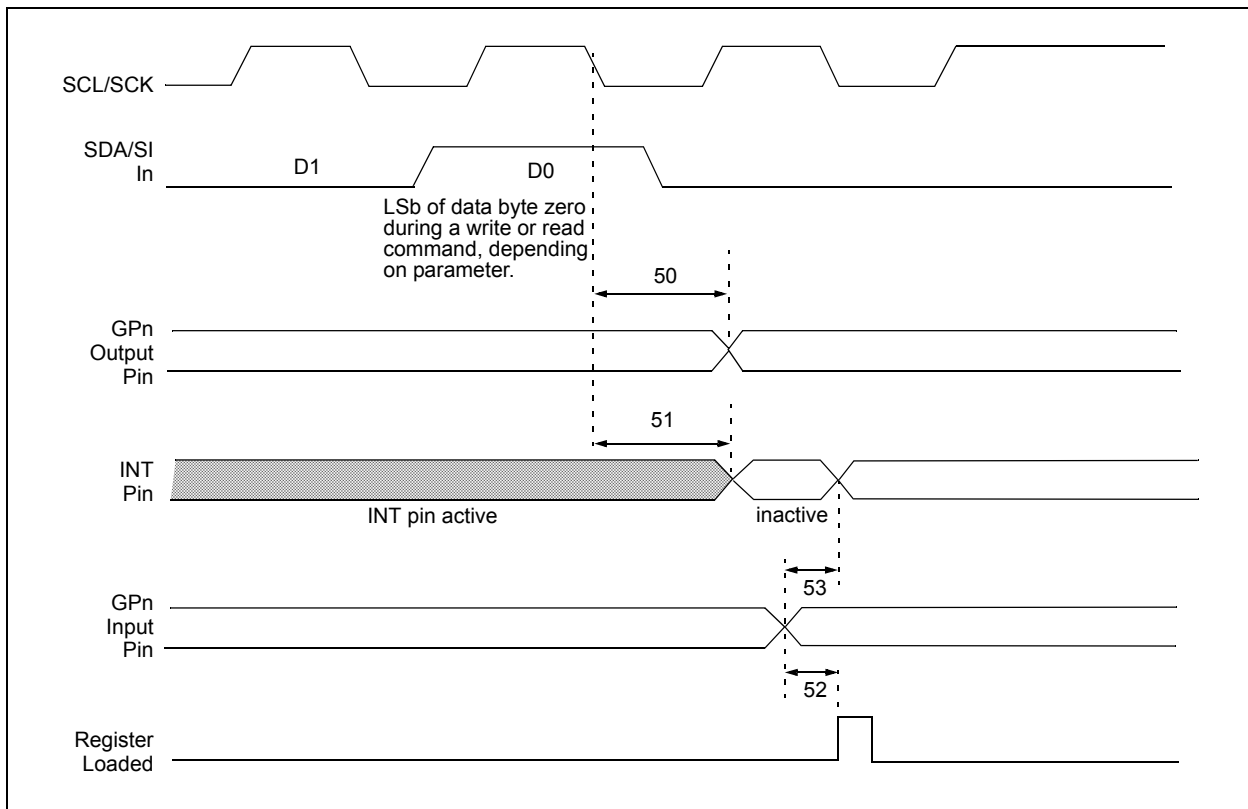 SCL/SCK
SDA/SI
In
D1
D0
LSb of data byte zero
during a write or read
command, depending
on parameter.
50
GPn
Output
Pin
51
INT
Pin
INT pin active
inactive
53
GPn
Input
Pin
52
Register
Loaded